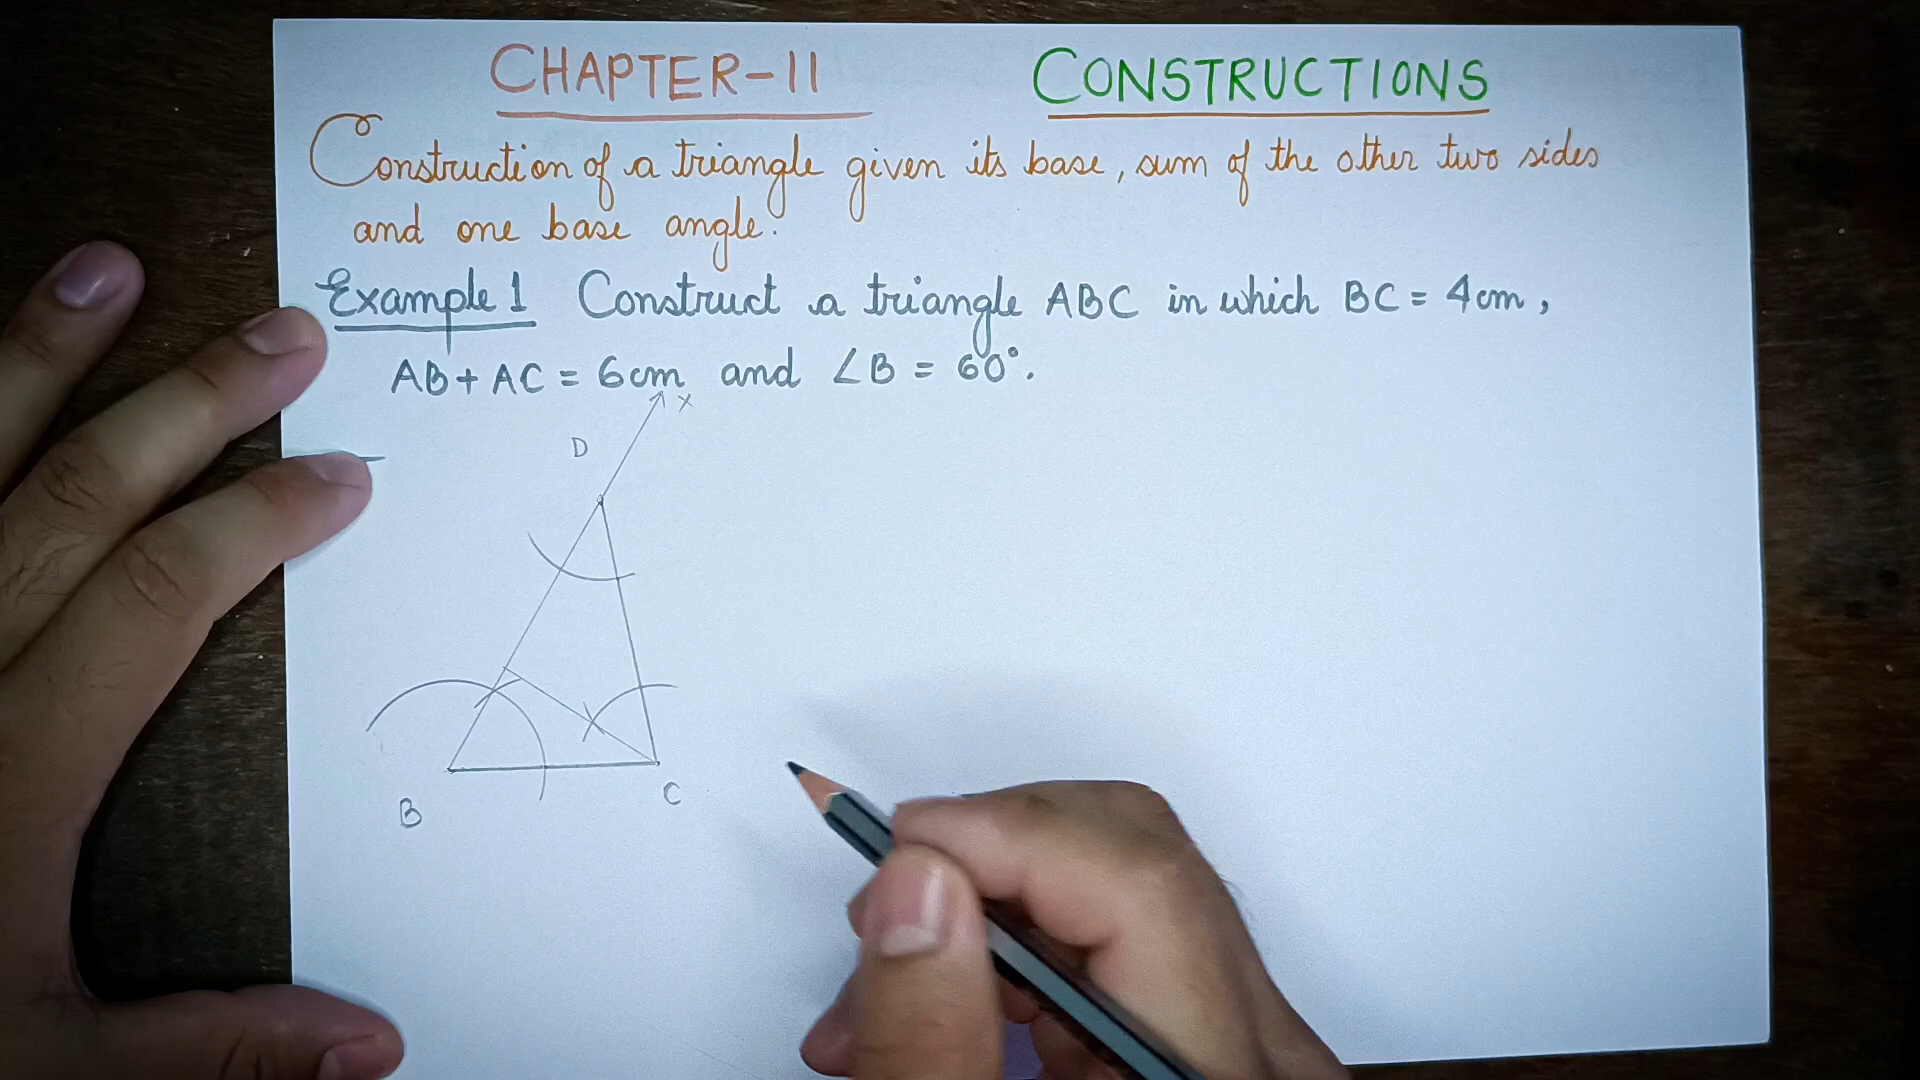 CHAPTER-11 CONSTRUCTIONS
Construction of a triangle given its base, sum of the other two sides
and one base angle.
Example 1 Construct a triangle ABC in which BC = 4cm,
AB + AC = 6cm and ∠B = 60°.
X
D
C
B